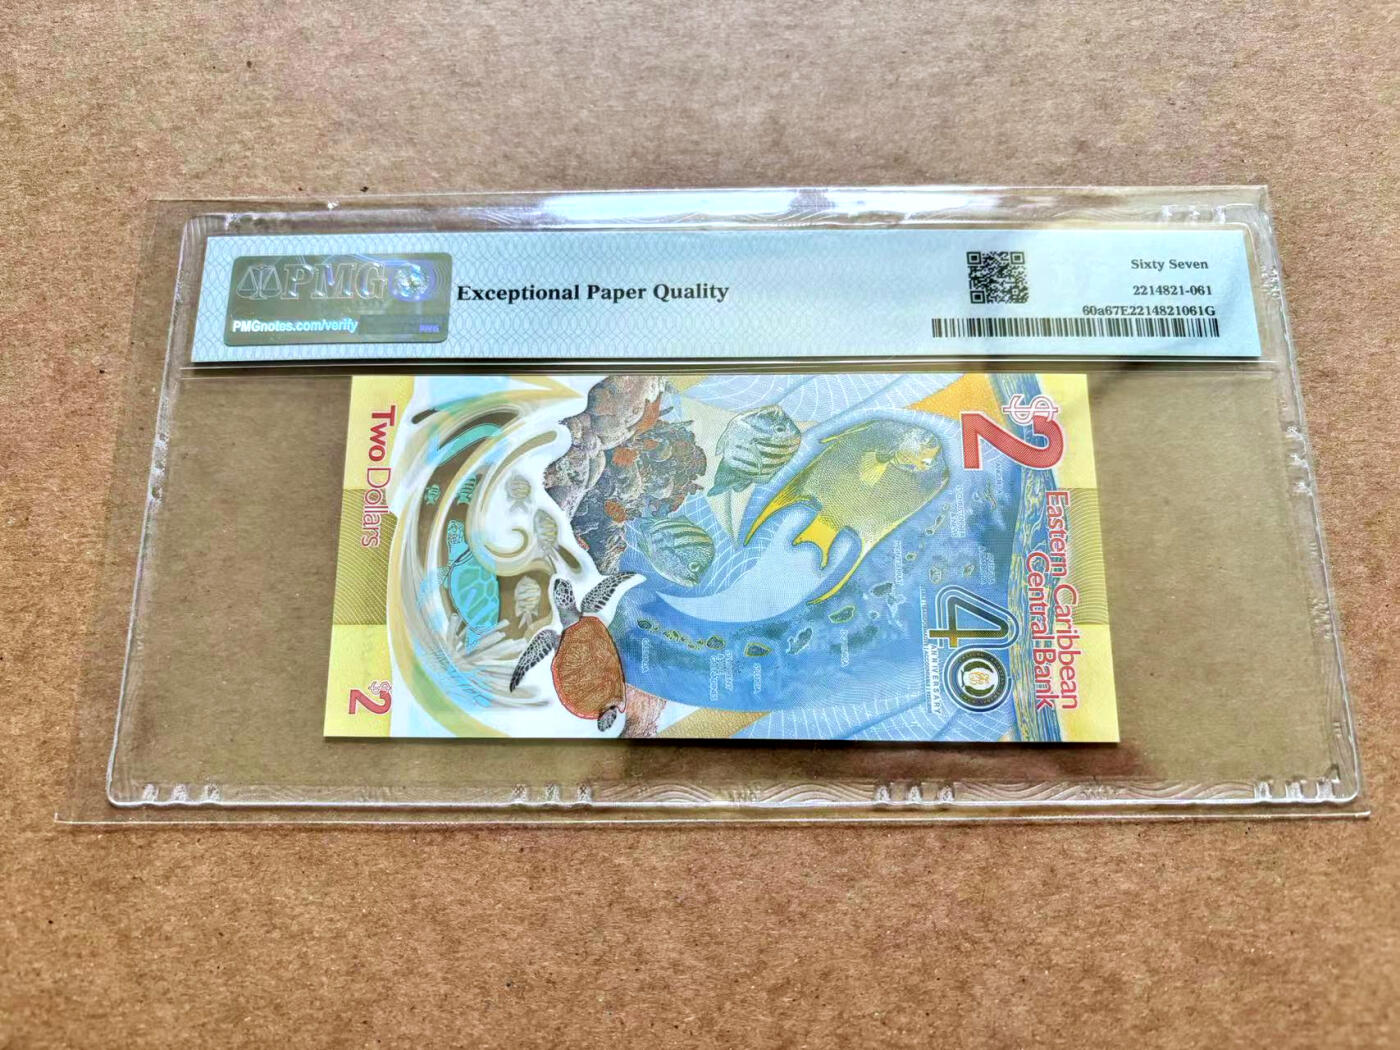 PMG
PMGnotes.com/verify
Exceptional Paper Quality
Sixty Seven
2214821-061
60a67E2214821061G
$2
Eastern Caribbean
Central Bank
40
ANNIVERSARY
Two Dollars
$2